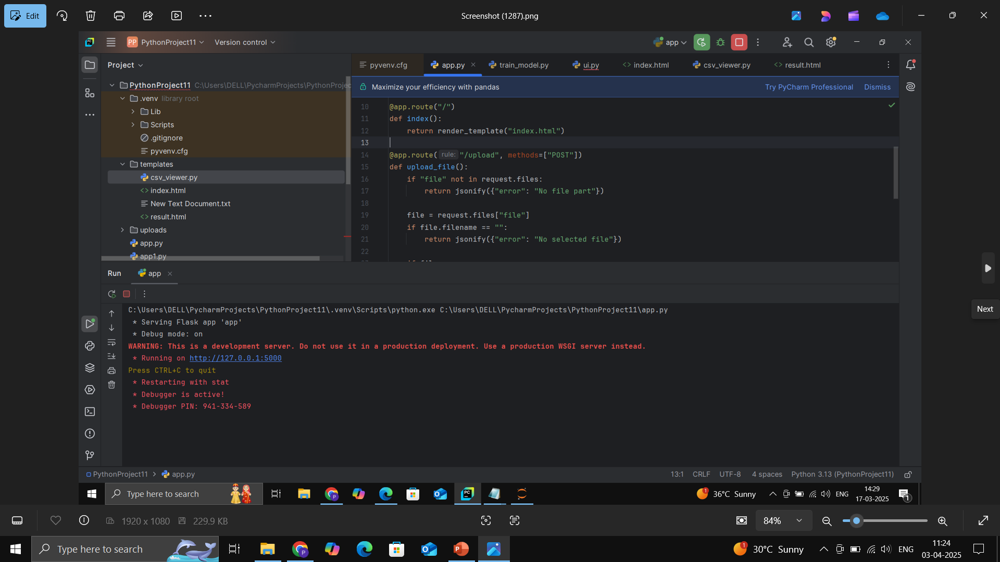 Edit
Screenshot (1287).png
PC
PP PythonProject11
Version control
app
Project
pyvenv.cfg
app.py
train_model.py
ui.py
<> index.html
csv_viewer.py
<> result.html
PythonProject11 C:\Users\DELL\PycharmProjects\PythonProjec
.venv library root
Lib
Scripts
.gitignore
pyvenv.cfg
templates
csv_viewer.py
<> index.html
New Text Document.txt
<> result.html
uploads
app.py
app1.py
Maximize your efficiency with pandas
Try PyCharm Professional
Dismiss
10 @app.route("/")
11 def index():
12 return render_template("index.html")
13
14 @app.route( rule: "/upload", methods=["POST"])
15 def upload_file():
16 if "file" not in request.files:
17 return jsonify({"error": "No file part"})
18
19 file = request.files["file"]
20 if file.filename == "":
21 return jsonify({"error": "No selected file"})
22
Next
Run
app
C:\Users\DELL\PycharmProjects\PythonProject11\.venv\Scripts\python.exe C:\Users\DELL\PycharmProjects\PythonProject11\app.py
* Serving Flask app 'app'
* Debug mode: on
WARNING: This is a development server. Do not use it in a production deployment. Use a production WSGI server instead.
* Running on http://127.0.0.1:5000
Press CTRL+C to quit
* Restarting with stat
* Debugger is active!
* Debugger PIN: 941-334-589
PythonProject11 > app.py
13:1 CRLF UTF-8 4 spaces Python 3.13 (PythonProject11)
Type here to search
36°C Sunny
ENG
14:29
17-03-2025
1920 x 1080
229.9 KB
84%
Type here to search
30°C Sunny
ENG
11:24
03-04-2025